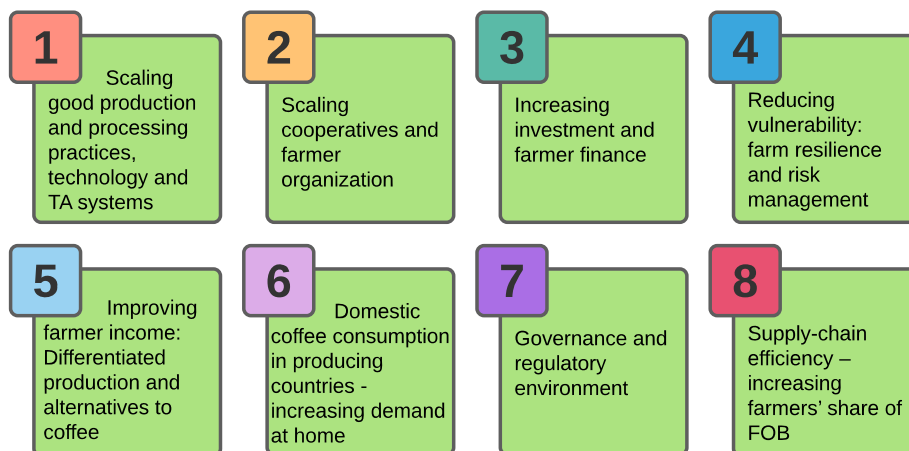 1
Scaling
good production
and processing
practices,
technology and
TA systems
2
Scaling
cooperatives and
farmer
organization
3
Increasing
investment and
farmer finance
4
Reducing
vulnerability:
farm resilience
and risk
management
5
Improving
farmer income:
Differentiated
production and
alternatives to
coffee
6
Domestic
coffee consumption
in producing
countries -
increasing demand
at home
7
Governance and
regulatory
environment
8
Supply-chain
efficiency –
increasing
farmers’ share of
FOB